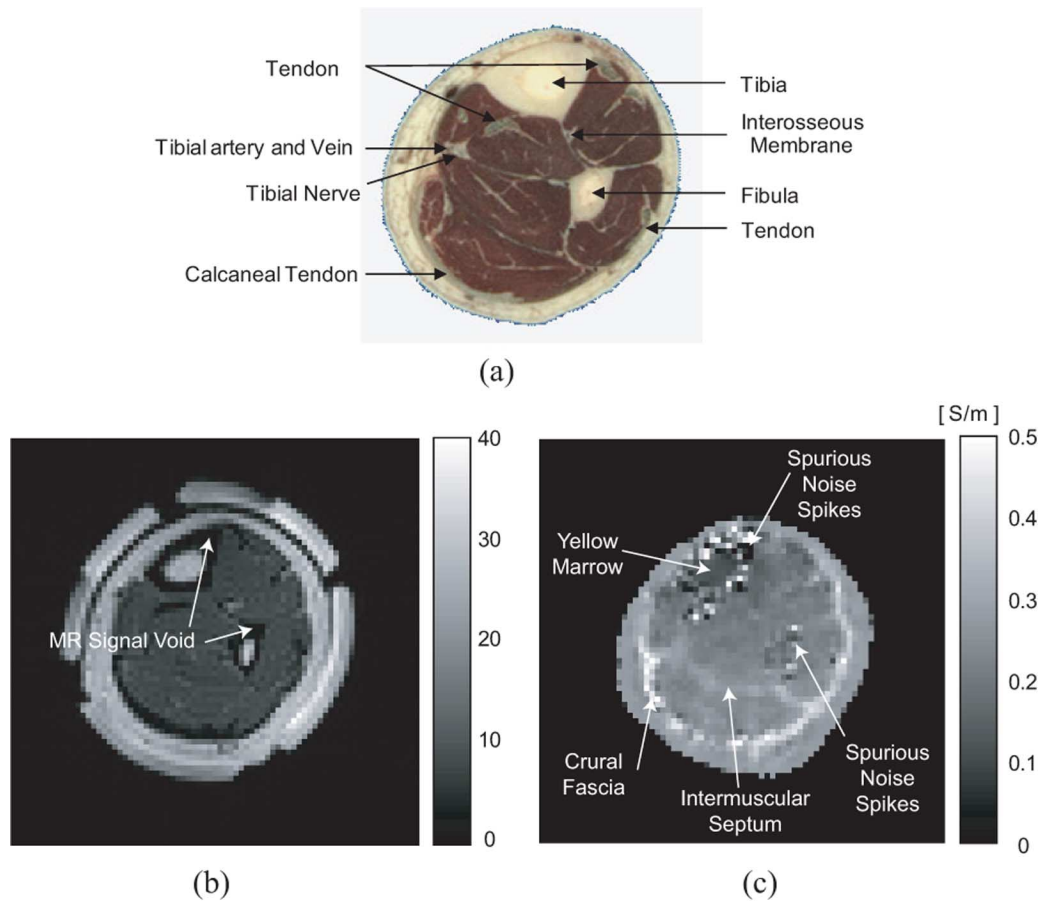 Tendon
Tibia
Interosseous
Membrane
Tibial artery and Vein
Tibial Nerve
Fibula
Tendon
Calcaneal Tendon
(a)
[ S/m ]
40
30
20
10
0
MR Signal Void
(b)
0.5
0.4
0.3
0.2
0.1
0
Spurious
Noise
Spikes
Yellow
Marrow
Crural
Fascia
Intermuscular
Septum
Spurious
Noise
Spikes
(c)